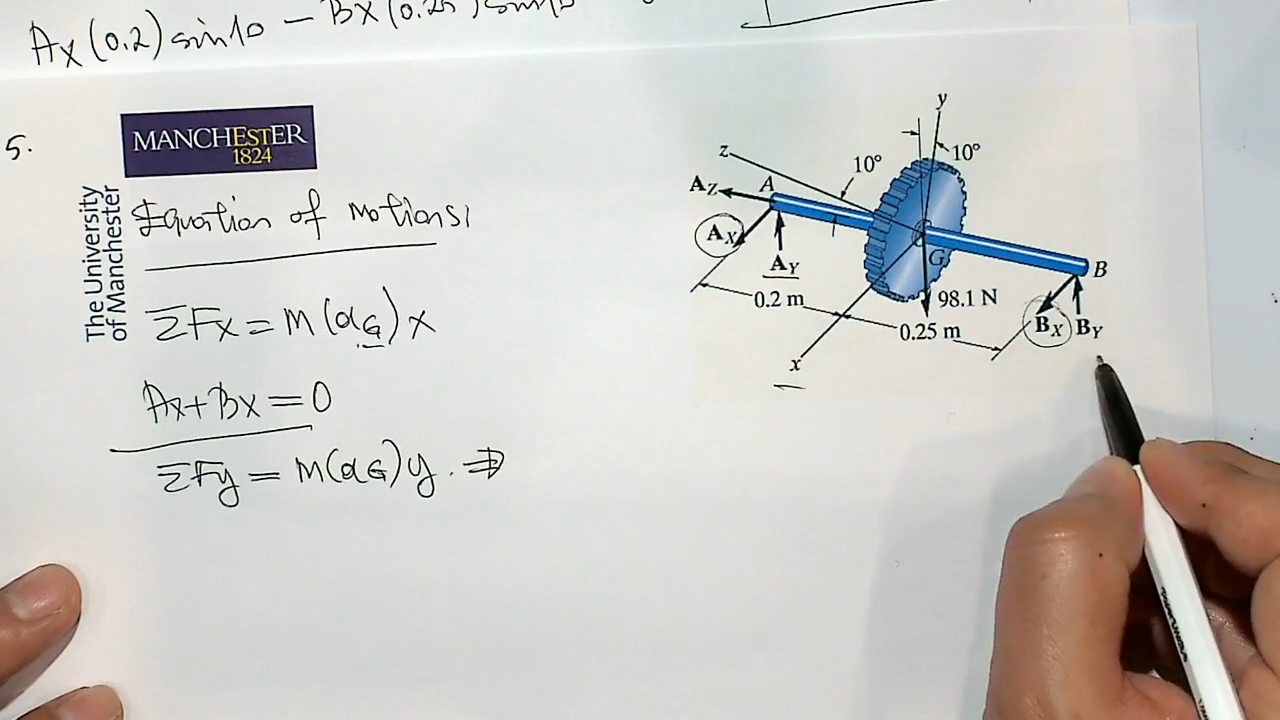 Ax(0.2)sin10 - Bx(0.25)sin10
5.
MANCHESTER
1824
The University
of Manchester
Equation of Motions:
ΣFx = m(aG)x
Ax+Bx=0
ΣFy = m(aG)y. ⇒
y
z
10°
10°
AZ
A
AX
AY
G
B
0.2 m
98.1 N
0.25 m
BX
BY
x